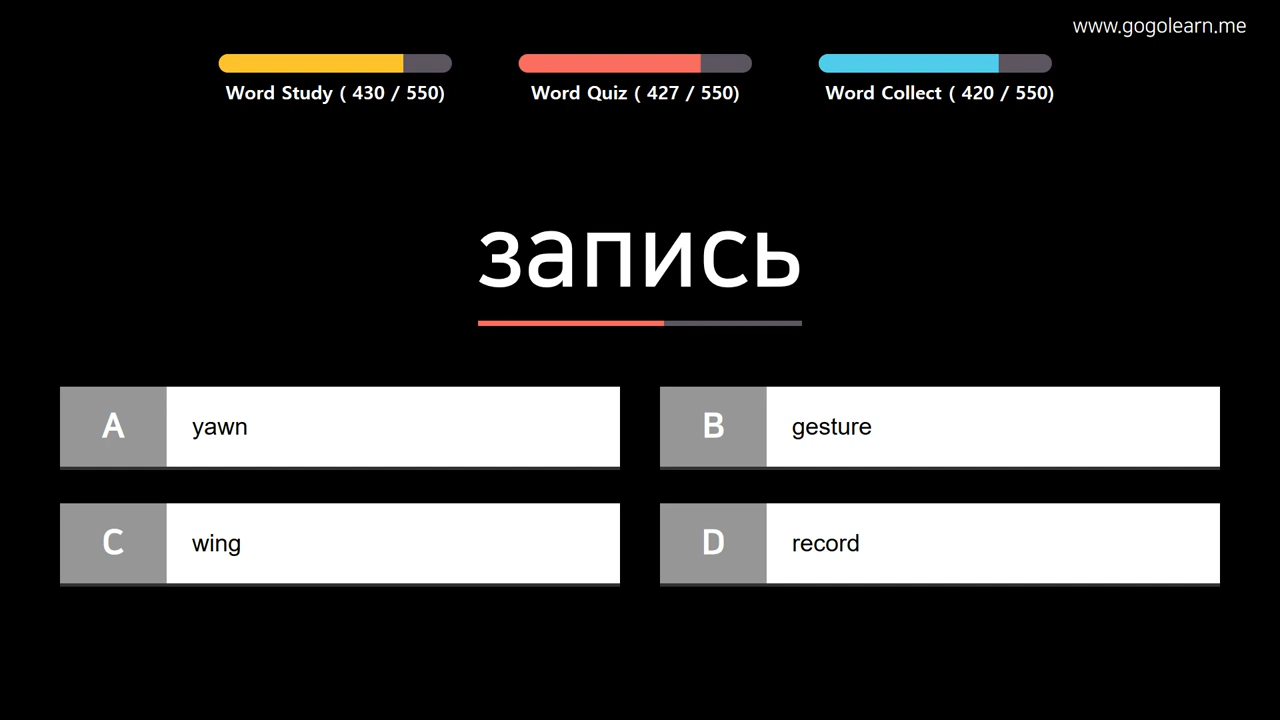 www.gogolearn.me
Word Study ( 430 / 550)
Word Quiz ( 427 / 550)
Word Collect ( 420 / 550)
запись
A yawn
B gesture
C wing
D record